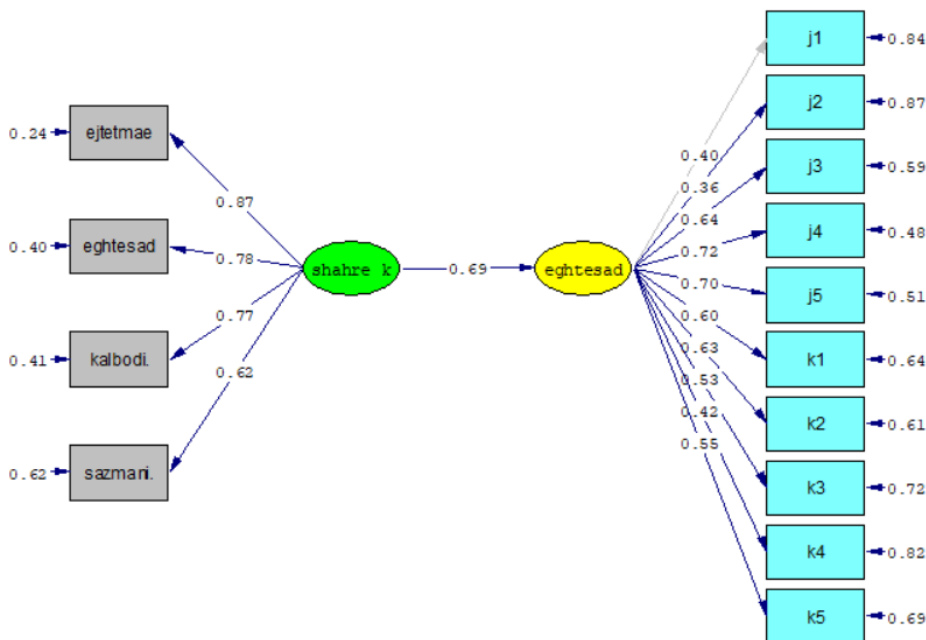 0.24
ejtetmae
0.40
eghtesad
0.41
kalbodi.
0.62
sazmani.
0.87
0.78
0.77
0.62
shahre k
0.69
eghtesad
0.40
0.36
0.64
0.72
0.70
0.60
0.63
0.53
0.42
0.55
j1
0.84
j2
0.87
j3
0.59
j4
0.48
j5
0.51
k1
0.64
k2
0.61
k3
0.72
k4
0.82
k5
0.69